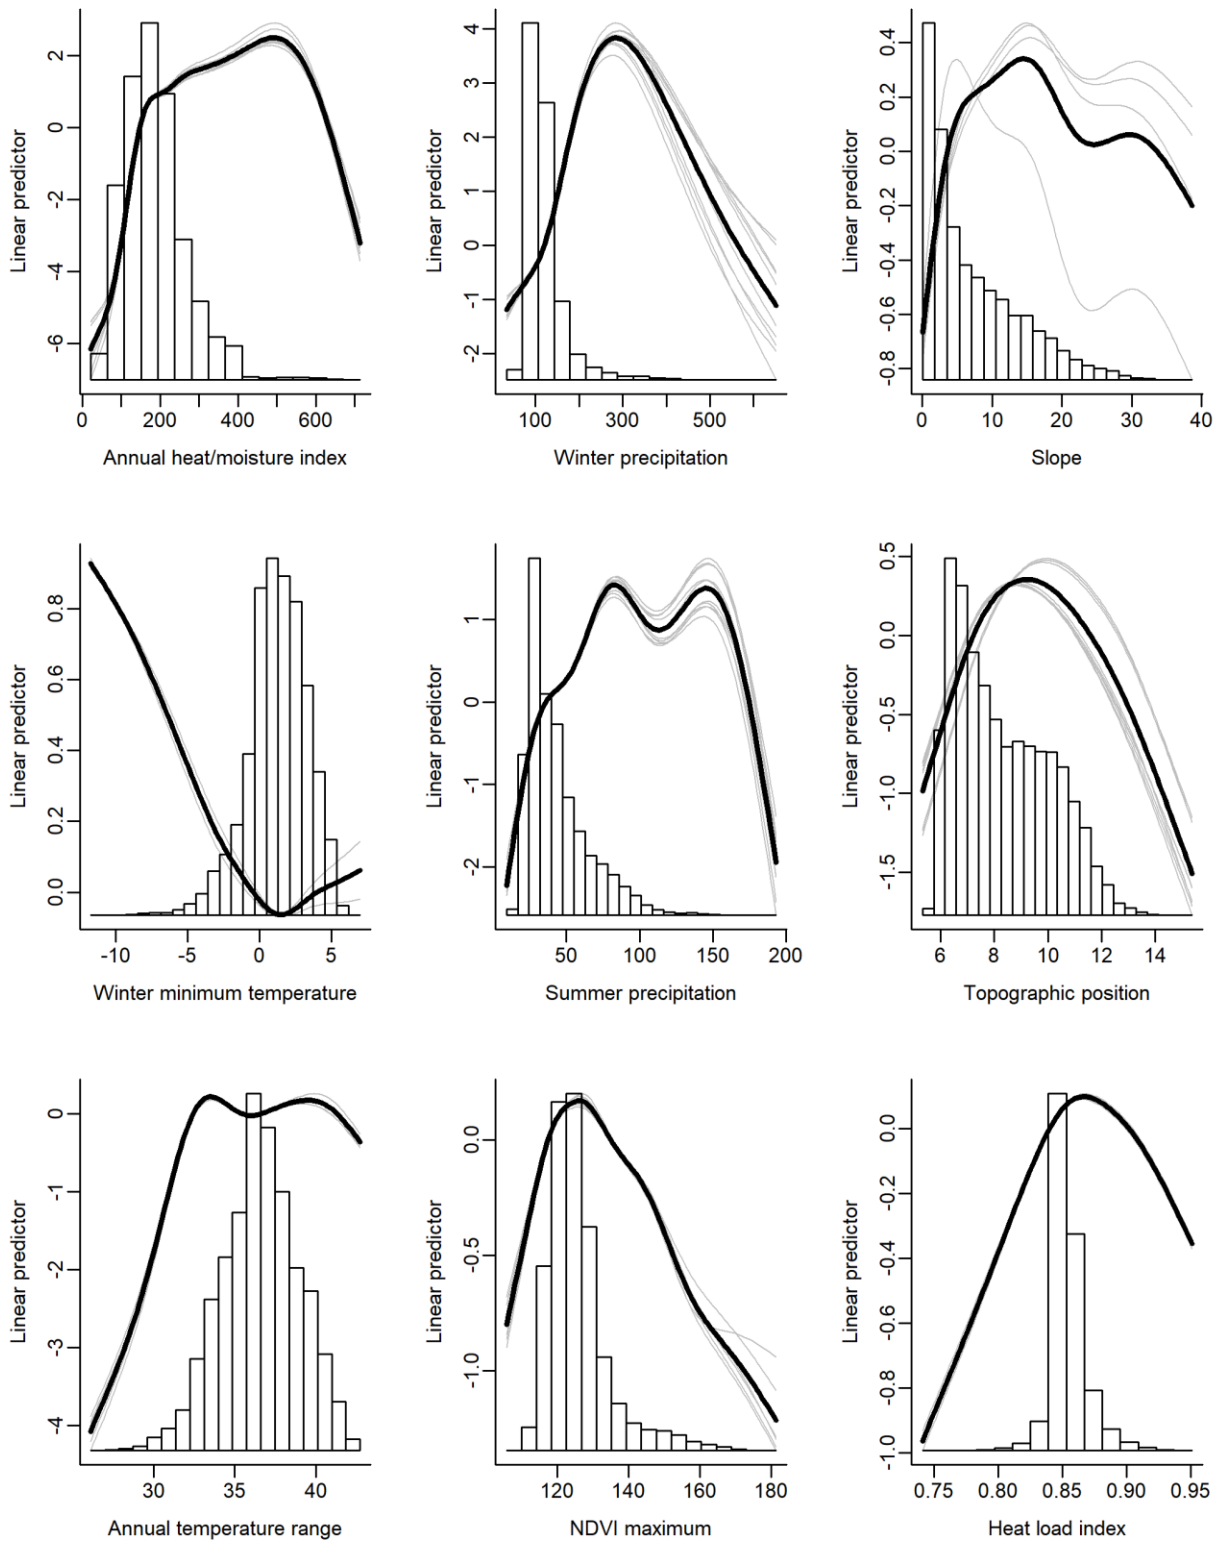 Linear predictor
2
0
-2
-4
-6
0 200 400 600
Annual heat/moisture index
Linear predictor
4
3
2
1
0
-1
-2
100 300 500
Winter precipitation
Linear predictor
0.4
0.2
0.0
-0.2
-0.4
-0.6
-0.8
0 10 20 30 40
Slope
Linear predictor
0.8
0.6
0.4
0.2
0.0
-10 -5 0 5
Winter minimum temperature
Linear predictor
1
0
-1
-2
50 100 150 200
Summer precipitation
Linear predictor
0.5
0.0
-0.5
-1.0
-1.5
6 8 10 12 14
Topographic position
Linear predictor
0
-1
-2
-3
-4
30 35 40
Annual temperature range
Linear predictor
0.0
-0.5
-1.0
120 140 160 180
NDVI maximum
Linear predictor
0.0
-0.2
-0.4
-0.6
-0.8
-1.0
0.75 0.80 0.85 0.90 0.95
Heat load index